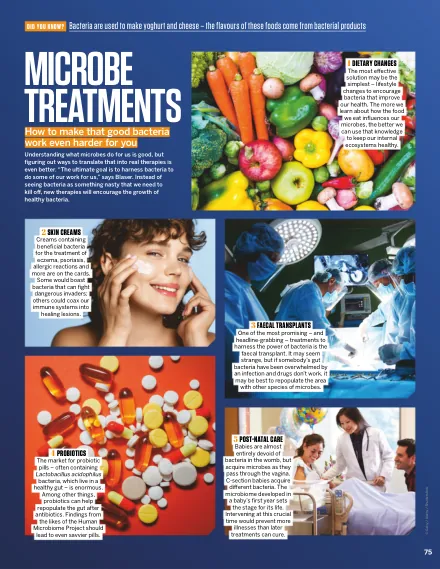 DID YOU KNOW? Bacteria are used to make yoghurt and cheese – the flavours of these foods come from bacterial products
MICROBE
TREATMENTS
How to make that good bacteria
work even harder for you
Understanding what microbes do for us is good, but
figuring out ways to translate that into real therapies is
even better. "The ultimate goal is to harness bacteria to
do some of our work for us," says Blaser. Instead of
seeing bacteria as something nasty that we need to
kill off, new therapies will encourage the growth of
healthy bacteria.
1 DIETARY CHANGES
The most effective
solution may be the
simplest – lifestyle
changes to encourage
bacteria that improve
our health. The more we
learn about how the food
we eat influences our
microbes, the better we
can use that knowledge
to keep our internal
ecosystems healthy.
2 SKIN CREAMS
Creams containing
beneficial bacteria
for the treatment of
eczema, psoriasis,
allergic reactions and
more are on the cards.
Some would boast
bacteria that can fight
dangerous invaders;
others could coax our
immune systems into
healing lesions.
3 FAECAL TRANSPLANTS
One of the most promising – and
headline-grabbing – treatments to
harness the power of bacteria is the
faecal transplant. It may seem
strange, but if somebody's gut
bacteria have been overwhelmed by
an infection and drugs don't work, it
may be best to repopulate the area
with other species of microbes.
4 PROBIOTICS
The market for probiotic
pills – often containing
Lactobacillus acidophilus
bacteria, which live in a
healthy gut – is enormous.
Among other things,
probiotics can help
repopulate the gut after
antibiotics. Findings from
the likes of the Human
Microbiome Project should
lead to even savvier pills.
5 POST-NATAL CARE
Babies are almost
entirely devoid of
bacteria in the womb, but
acquire microbes as they
pass through the vagina.
C-section babies acquire
different bacteria. The
microbiome developed in
a baby's first year sets
the stage for its life.
Intervening at this crucial
time would prevent more
illnesses than later
treatments can cure.
75